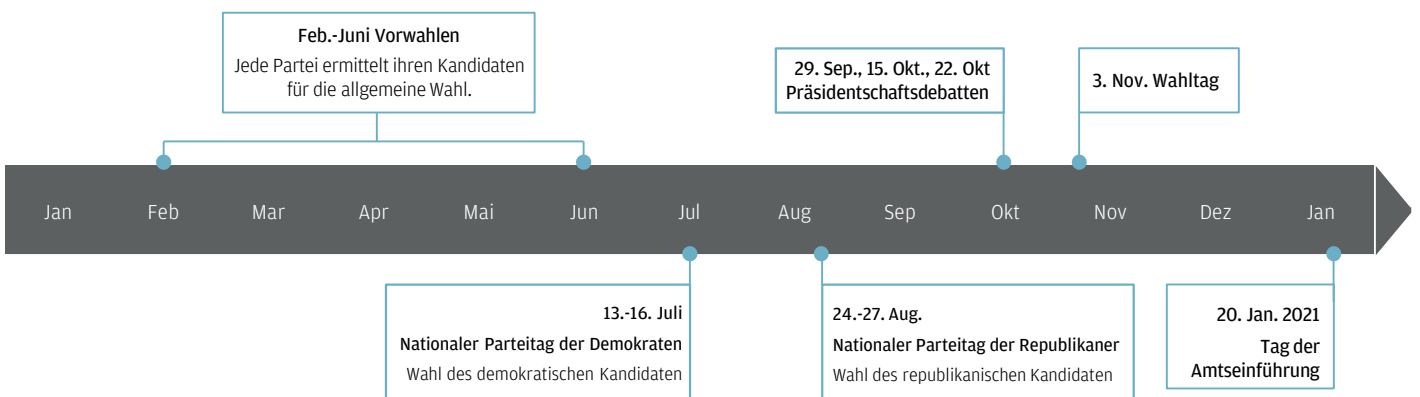 Feb.-Juni Vorwahlen
Jede Partei ermittelt ihren Kandidaten
für die allgemeine Wahl.
29. Sep., 15. Okt., 22. Okt
Präsidentschaftsdebatten
3. Nov. Wahltag
Jan Feb Mar Apr Mai Jun Jul Aug Sep Okt Nov Dez Jan
13.-16. Juli
Nationaler Parteitag der Demokraten
Wahl des demokratischen Kandidaten
24.-27. Aug.
Nationaler Parteitag der Republikaner
Wahl des republikanischen Kandidaten
20. Jan. 2021
Tag der
Amtseinführung